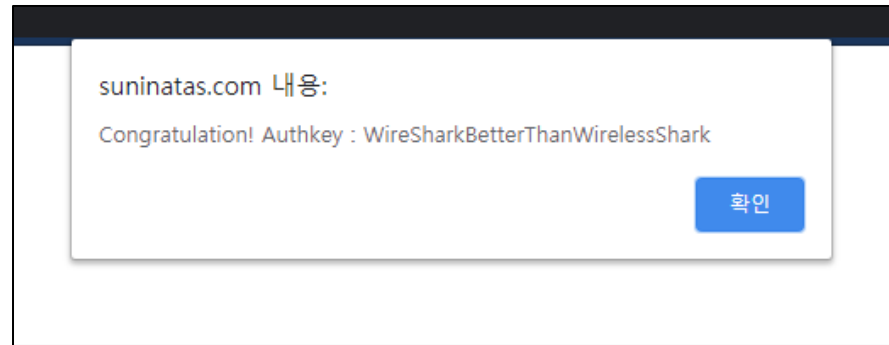 suninatas.com 내용:
Congratulation! Authkey : WireSharkBetterThanWirelessShark
확인